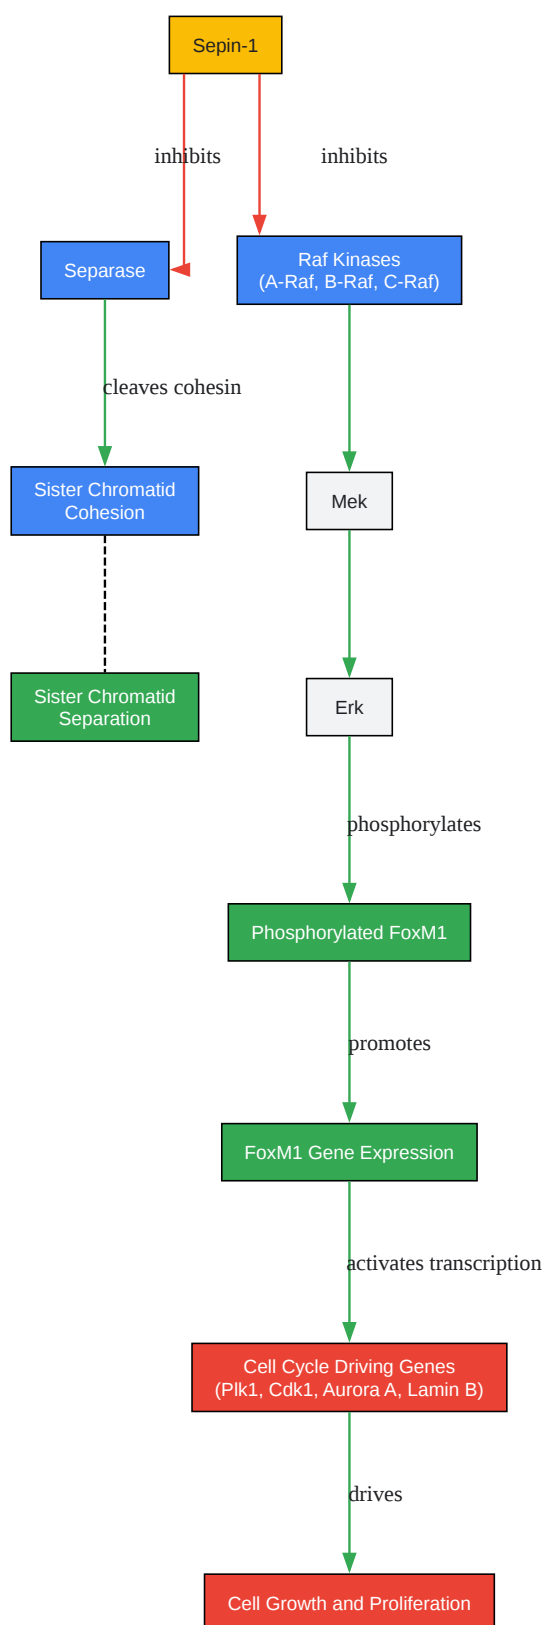 Sepin-1
inhibits
inhibits
Separase
Raf Kinases
(A-Raf, B-Raf, C-Raf)
cleaves cohesin
Sister Chromatid
Cohesion
Mek
Sister Chromatid
Separation
Erk
phosphorylates
Phosphorylated FoxM1
promotes
FoxM1 Gene Expression
activates transcription
Cell Cycle Driving Genes
(Plk1, Cdk1, Aurora A, Lamin B)
drives
Cell Growth and Proliferation